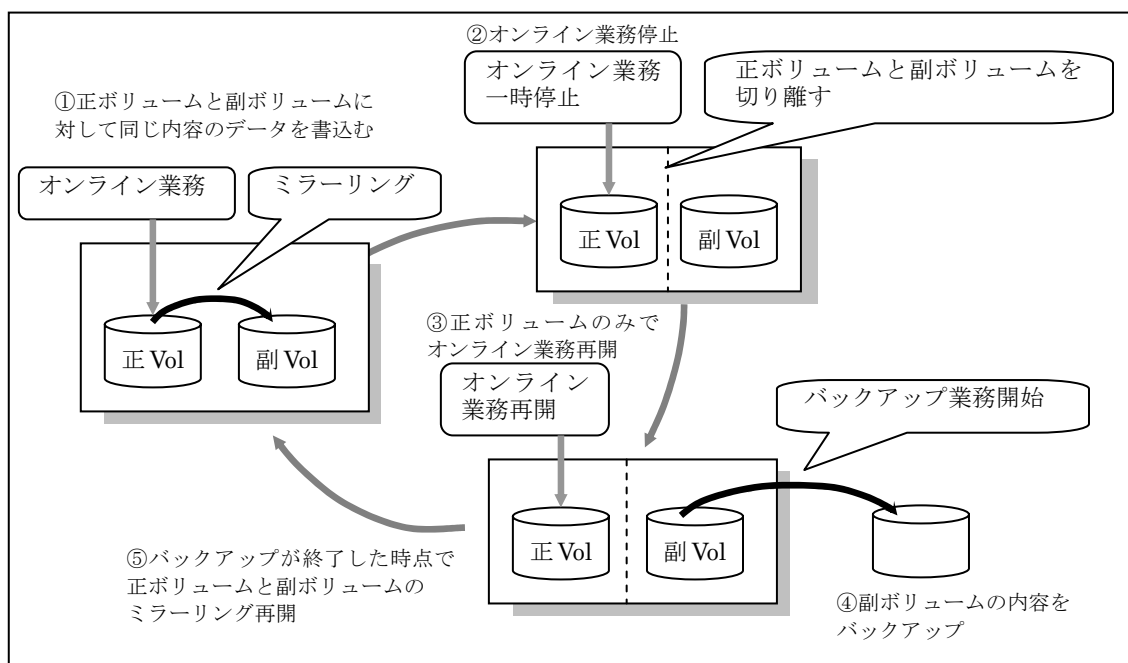 ②オンライン業務停止
オンライン業務
一時停止
正ボリュームと副ボリュームを
切り離す
①正ボリュームと副ボリュームに
対して同じ内容のデータを書込む
オンライン業務
ミラーリング
正 Vol
副 Vol
正 Vol
副 Vol
③正ボリュームのみで
オンライン業務再開
オンライン
業務再開
バックアップ業務開始
正 Vol
副 Vol
⑤バックアップが終了した時点で
正ボリュームと副ボリュームの
ミラーリング再開
④副ボリュームの内容を
バックアップ